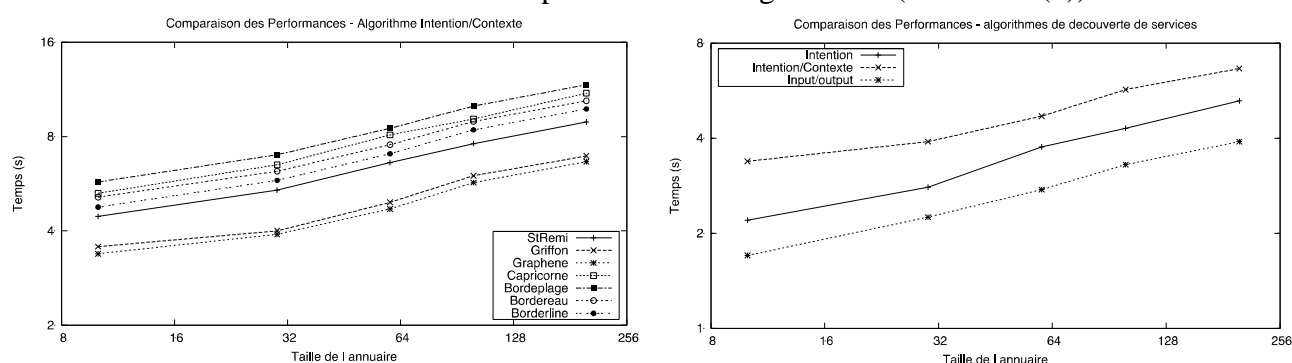 Comparaison des Performances - Algorithme Intention/Contexte
16
8
4
2
Temps (s)
8
16
32
64
128
256
Taille de l annuaire
StRemi
Griffon
Graphene
Capricorne
Bordeplage
Bordereau
Borderline
Comparaison des Performances - algorithmes de decouverte de services
8
4
2
1
Temps (s)
8
16
32
64
128
256
Taille de l annuaire
Intention
Intention/Contexte
Input/output